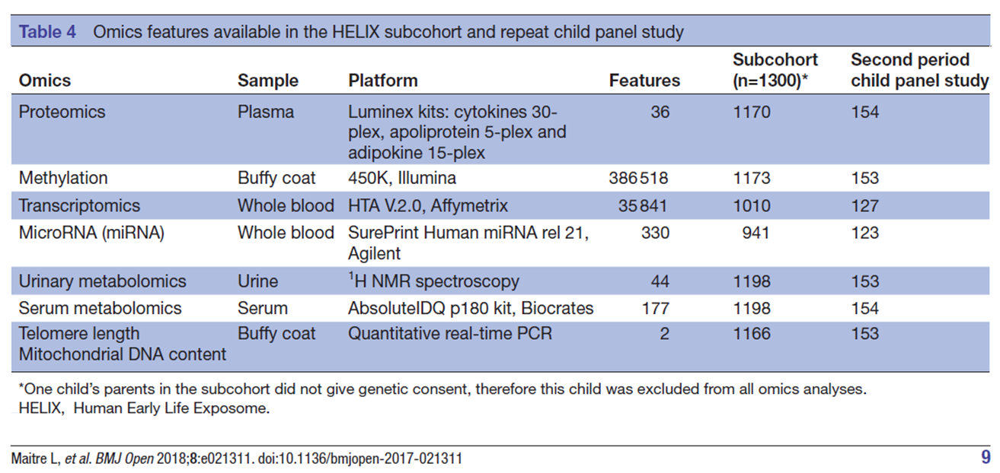 Table 4 Omics features available in the HELIX subcohort and repeat child panel study
Omics Sample Platform Features Subcohort (n=1300)* Second period child panel study
Proteomics Plasma Luminex kits: cytokines 30- 36 1170 154
plex, apoliprotein 5-plex and
adipokine 15-plex
Methylation Buffy coat 450K, Illumina 386 518 1173 153
Transcriptomics Whole blood HTA V.2.0, Affymetrix 35 841 1010 127
MicroRNA (miRNA) Whole blood SurePrint Human miRNA rel 21, 330 941 123
Agilent
Urinary metabolomics Urine ¹H NMR spectroscopy 44 1198 153
Serum metabolomics Serum AbsoluteIDQ p180 kit, Biocrates 177 1198 154
Telomere length Buffy coat Quantitative real-time PCR 2 1166 153
Mitochondrial DNA content
*One child's parents in the subcohort did not give genetic consent, therefore this child was excluded from all omics analyses.
HELIX, Human Early Life Exposome.
Maitre L, et al. BMJ Open 2018;8:e021311. doi:10.1136/bmjopen-2017-021311 9